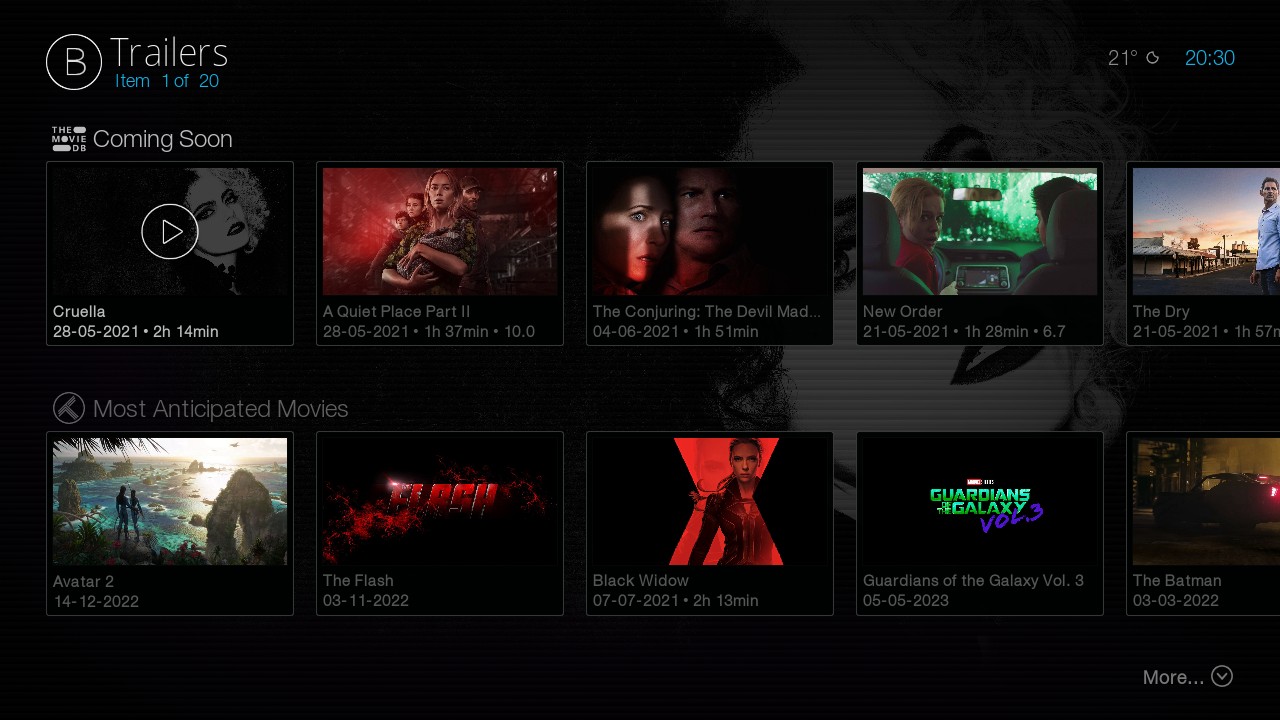 B
Trailers
Item 1 of 20
21°
20:30
THE
MOVIE
DB
Coming Soon
Cruella
28-05-2021 • 2h 14min
A Quiet Place Part II
28-05-2021 • 1h 37min • 10.0
The Conjuring: The Devil Mad...
04-06-2021 • 1h 51min
New Order
21-05-2021 • 1h 28min • 6.7
The Dry
21-05-2021 • 1h 57m
Most Anticipated Movies
Avatar 2
14-12-2022
FLASH
The Flash
03-11-2022
Black Widow
07-07-2021 • 2h 13min
GUARDIANS
OF THE GALAXY
VOL.3
Guardians of the Galaxy Vol. 3
05-05-2023
The Batman
03-03-2022
More...